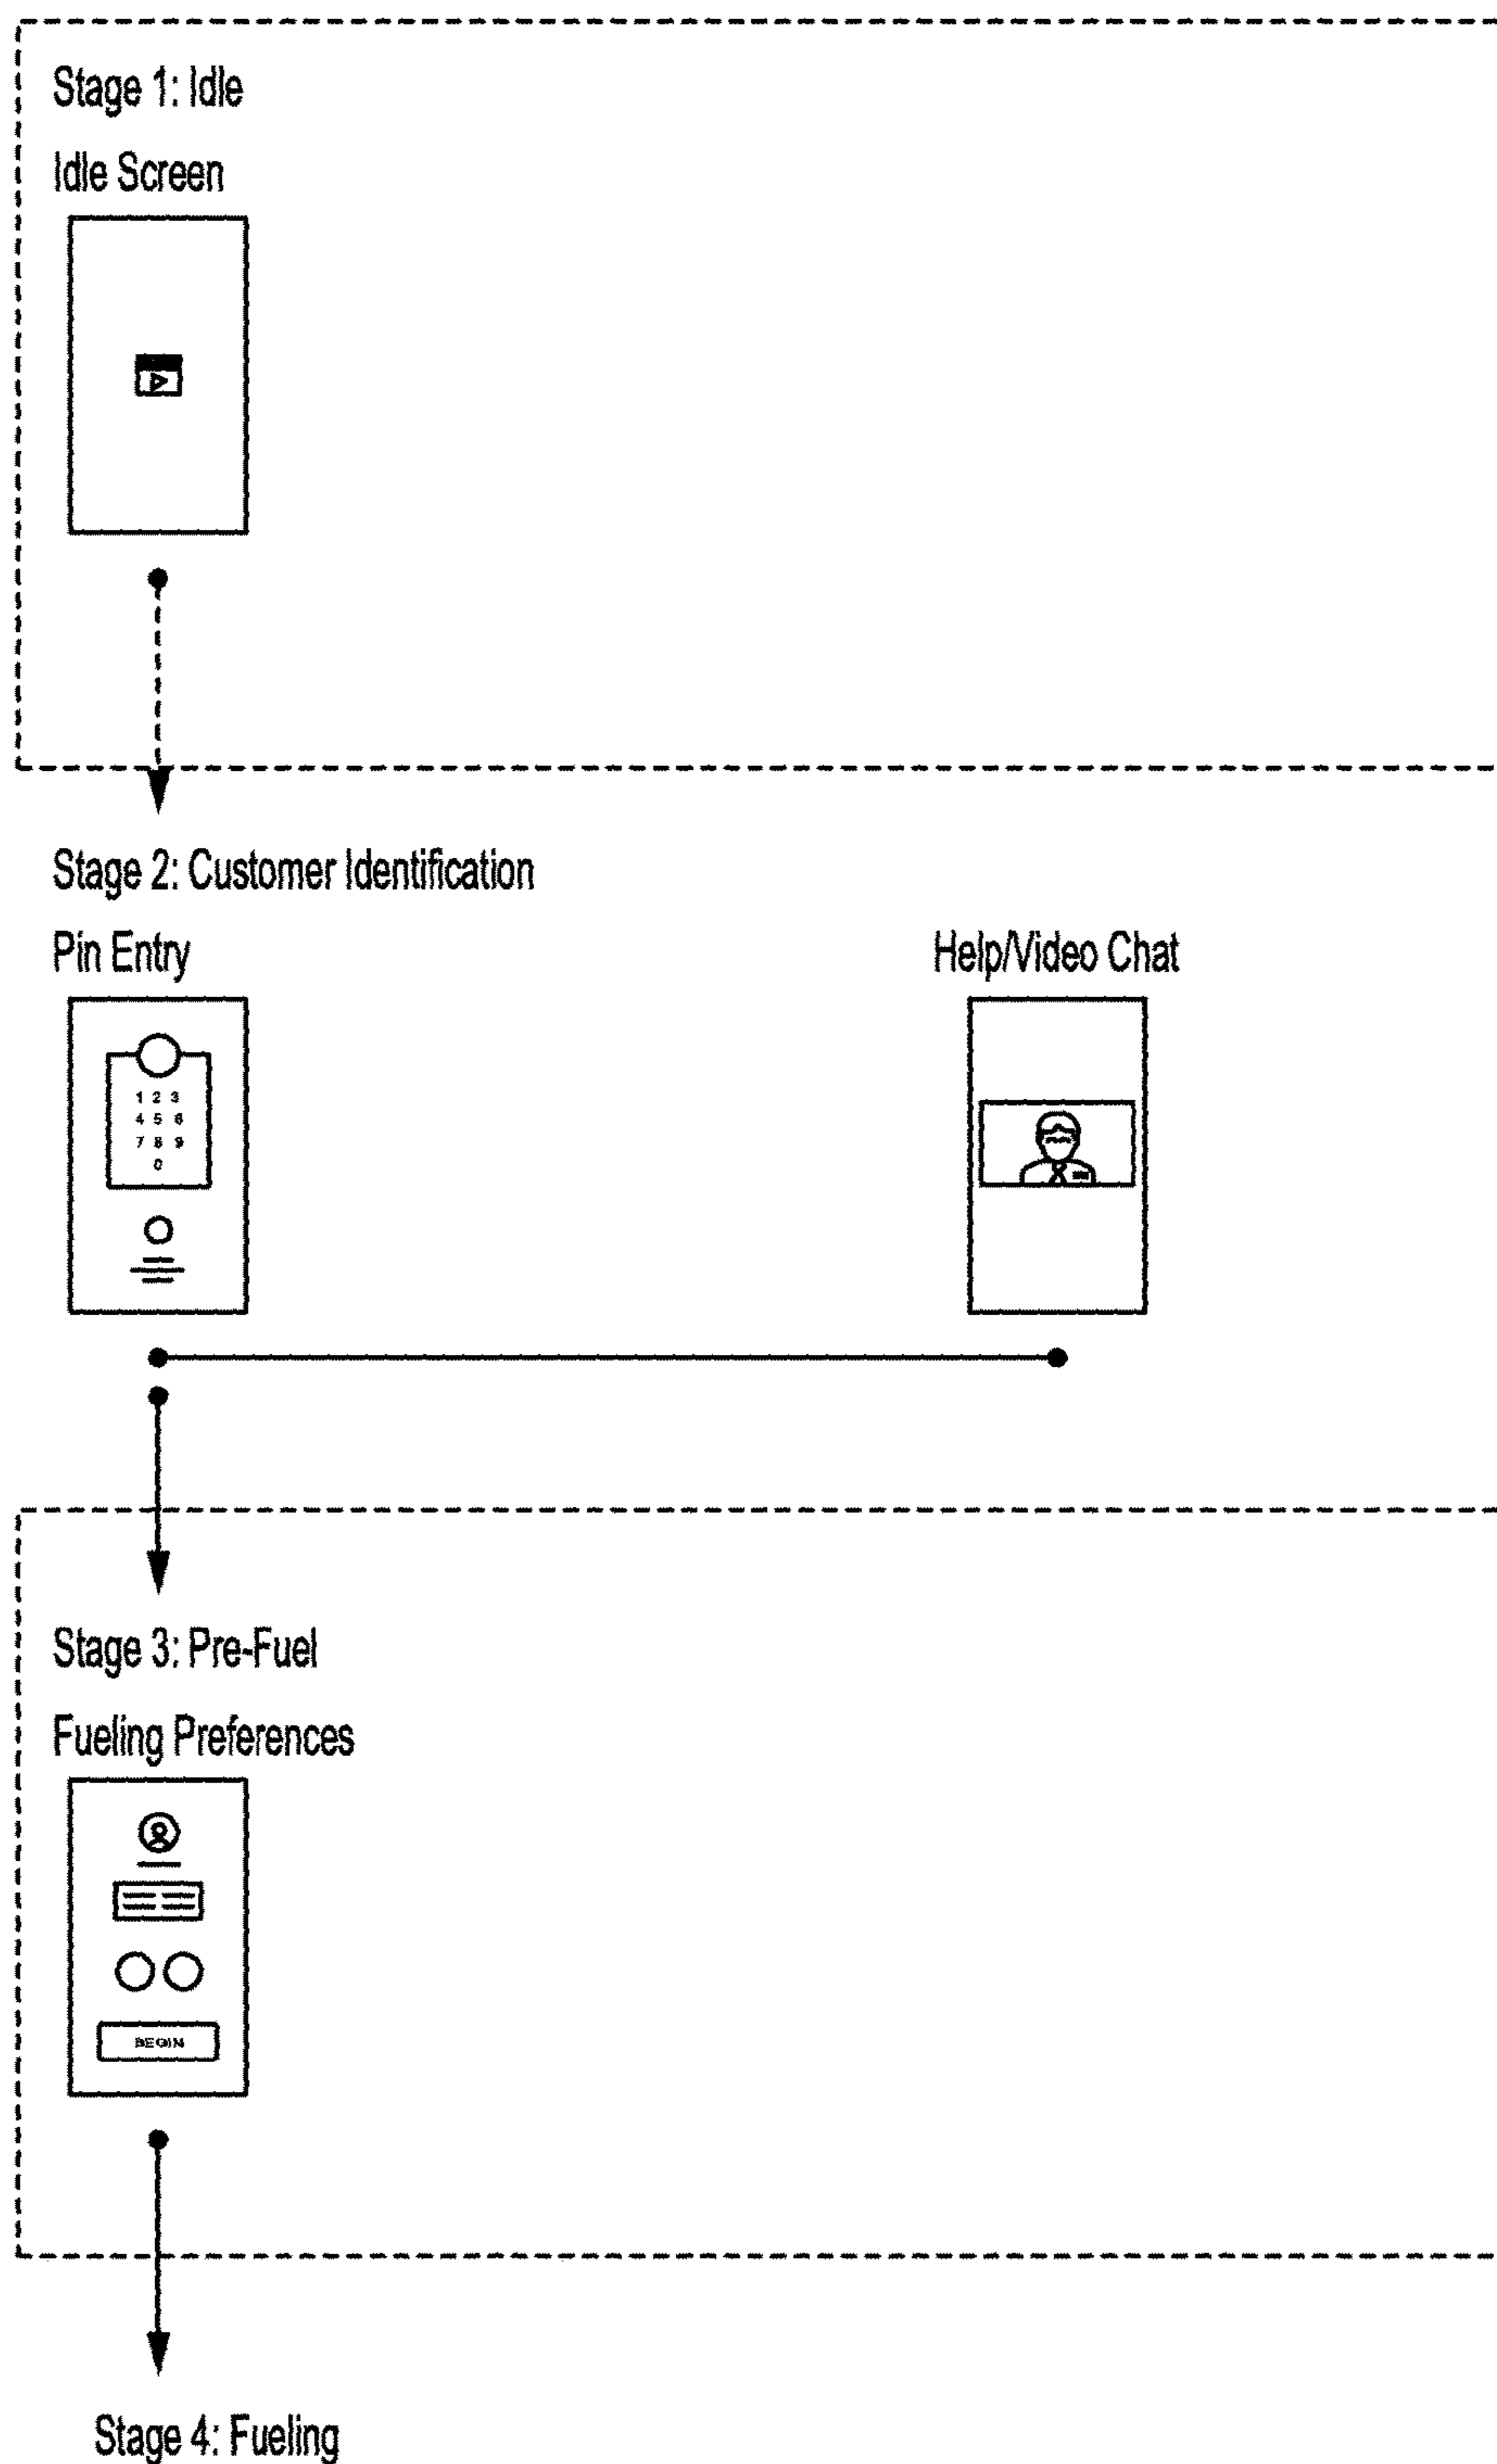 Stage 1: Idle
Idle Screen
Stage 2: Customer Identification
Pin Entry
Help/Video Chat
1 2 3
4 5 6
7 8 9
0
Stage 3: Pre-Fuel
Fueling Preferences
BEGIN
Stage 4: Fueling